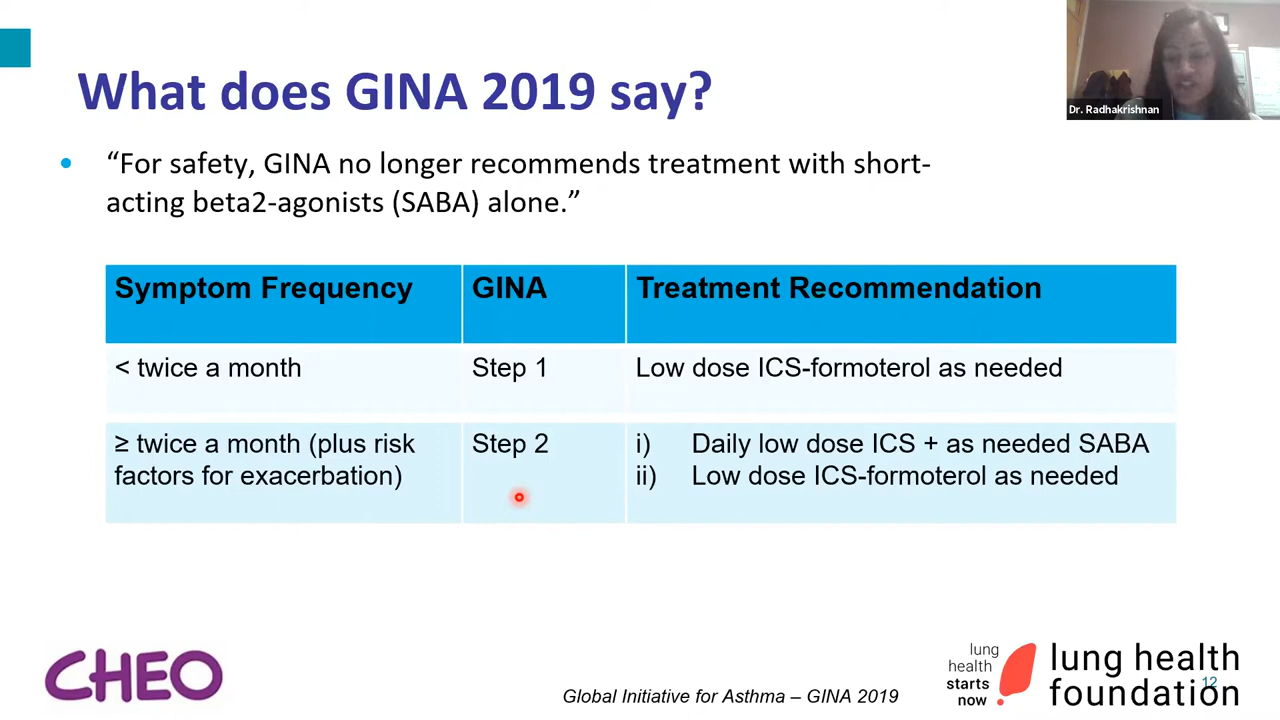 Dr. Radhakrishnan
What does GINA 2019 say?
• “For safety, GINA no longer recommends treatment with short-
acting beta2-agonists (SABA) alone.”
Symptom Frequency GINA Treatment Recommendation
< twice a month Step 1 Low dose ICS-formoterol as needed
≥ twice a month (plus risk Step 2 i) Daily low dose ICS + as needed SABA
factors for exacerbation) ii) Low dose ICS-formoterol as needed
CHEO
Global Initiative for Asthma – GINA 2019
lung
health
starts
now
lung health
foundation
12